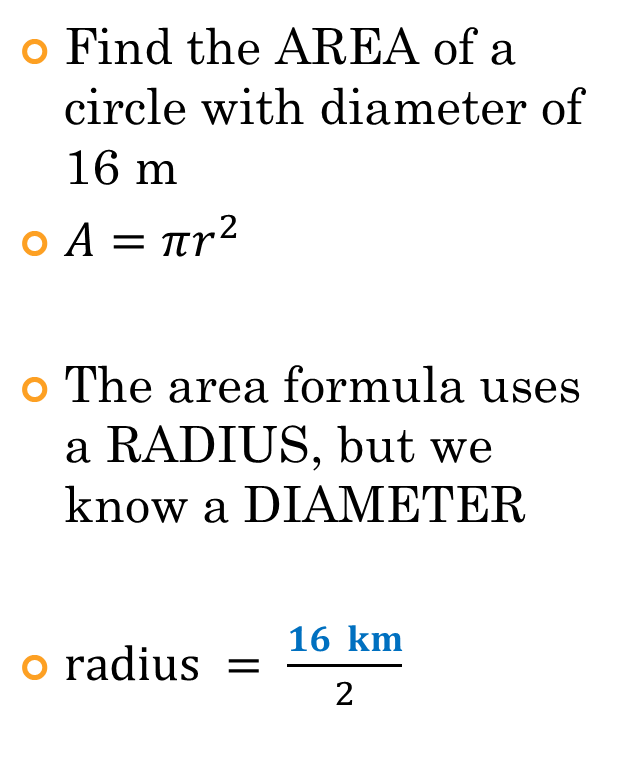 Find the AREA of a
circle with diameter of
16 m
A = πr²
The area formula uses
a RADIUS, but we
know a DIAMETER
radius = 16 km / 2